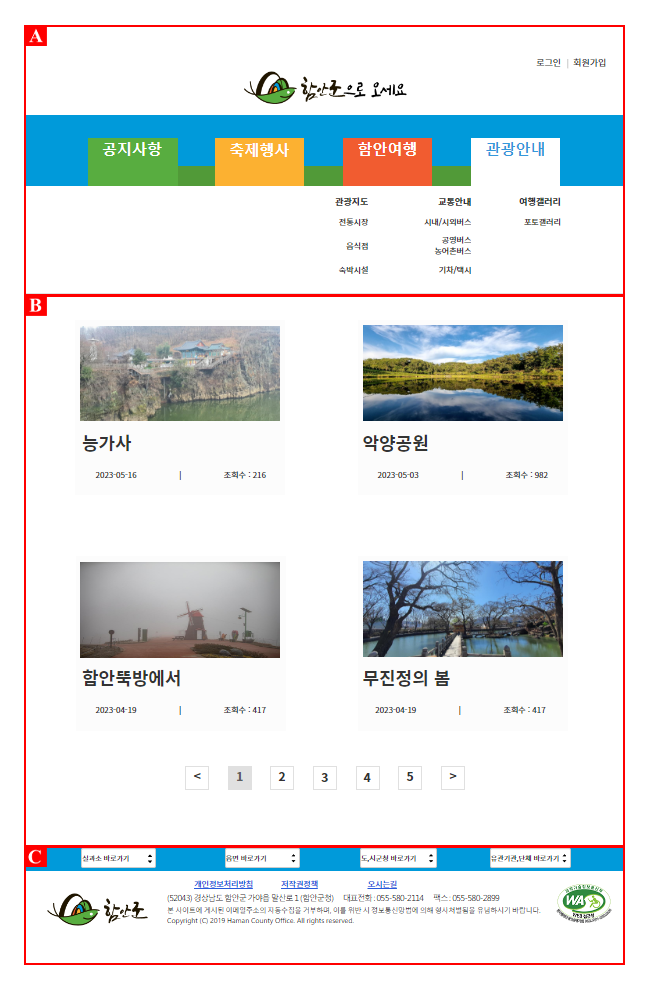 A
로그인 | 회원가입
함안군으로 오세요
공지사항 축제행사 함안여행 관광안내
관광지도 교통안내 여행갤러리
전통시장 시내/시외버스 포토갤러리
음식점 공영버스
농어촌버스
숙박시설 기차/택시
B
능가사 악양공원
2023-05-16 | 조회수 : 216 2023-05-03 | 조회수 : 982
함안뚝방에서 무진정의 봄
2023-04-19 | 조회수 : 417 2023-04-19 | 조회수 : 417
< 1 2 3 4 5 >
C
실과소 바로가기 읍면 바로가기 도,시군청 바로가기 유관기관,단체 바로가기
개인정보처리방침 저작권정책 오시는길
함안군
(52043) 경상남도 함안군 가야읍 말산로 1 (함안군청) 대표전화 : 055-580-2114 팩스 : 055-580-2899
본 사이트에 게시된 이메일주소의 자동수집을 거부하며, 이를 위반 시 정보통신망법에 의해 형사처벌됨을 유념하시기 바랍니다.
Copyright (C) 2019 Haman County Office. All rights reserved.
WA